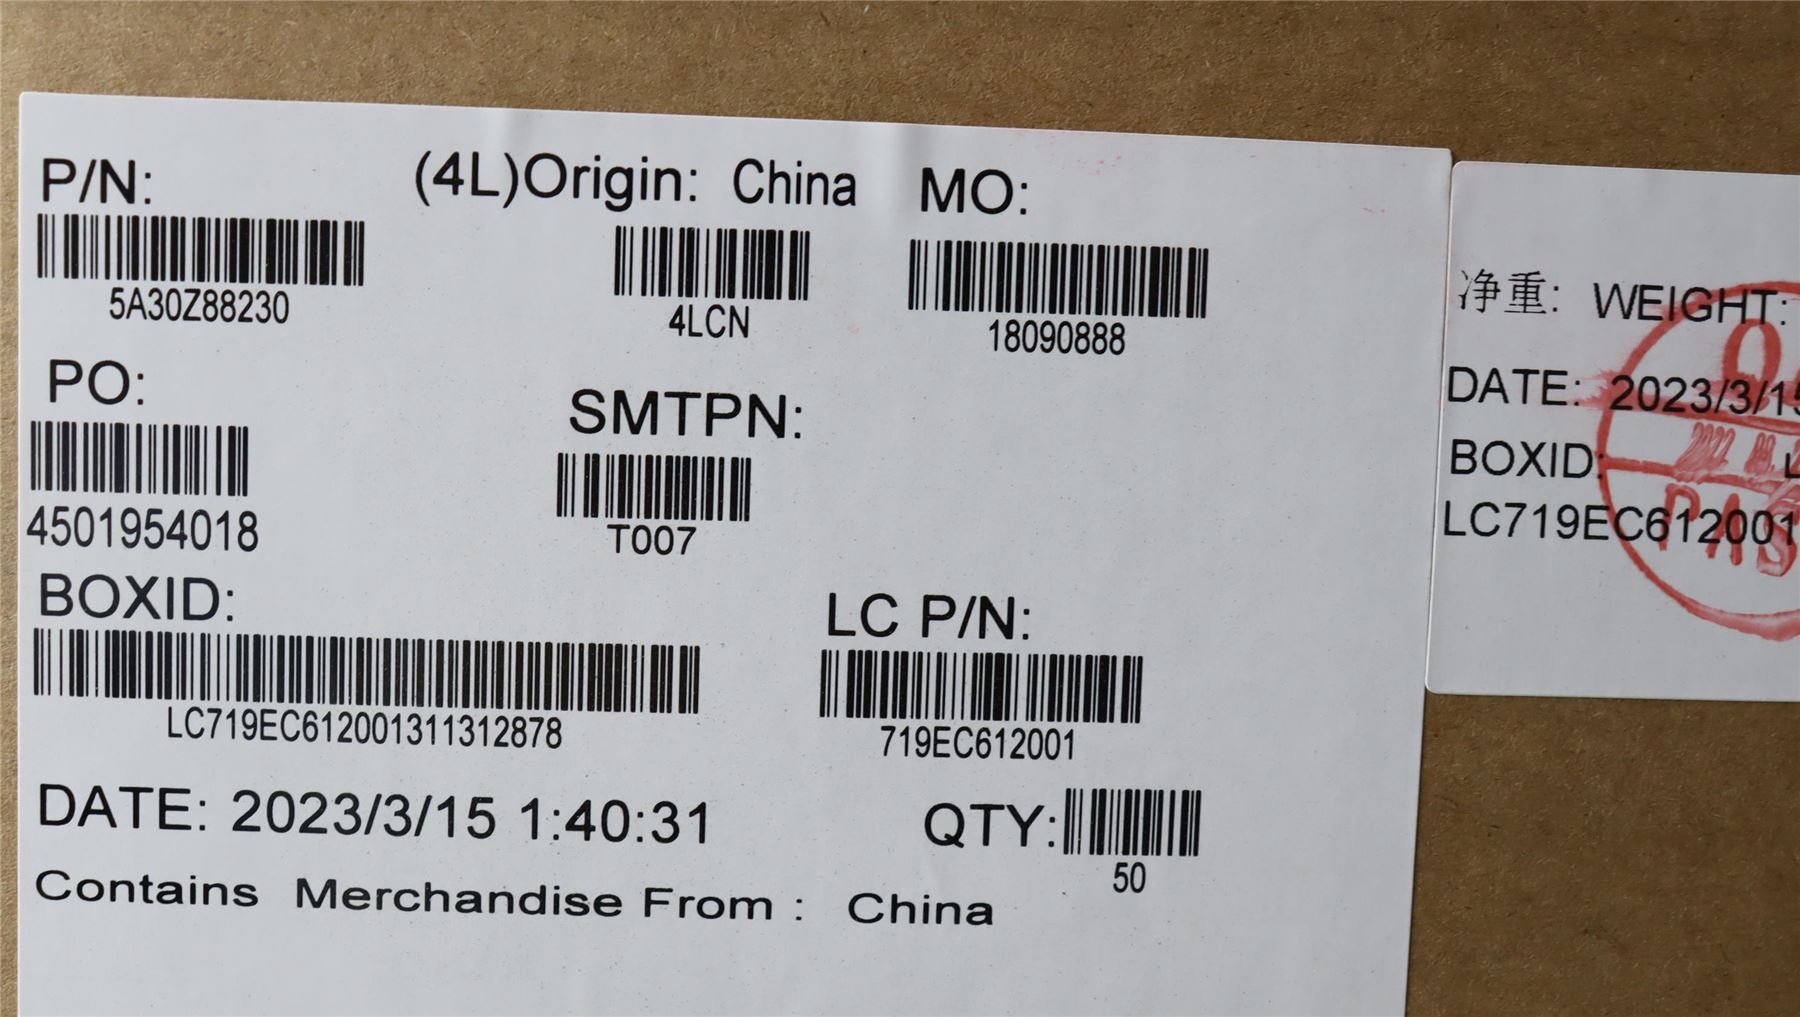 P/N: (4L)Origin: China MO:
5A30Z88230 4LCN 18090888
PO: SMTPN:
4501954018 T007
BOXID: LC P/N:
LC719EC612001311312878 719EC612001
DATE: 2023/3/15 1:40:31 QTY:
50
Contains Merchandise From : China
净重: WEIGHT:
DATE: 2023/3/15
BOXID:
LC719EC612001
PAS